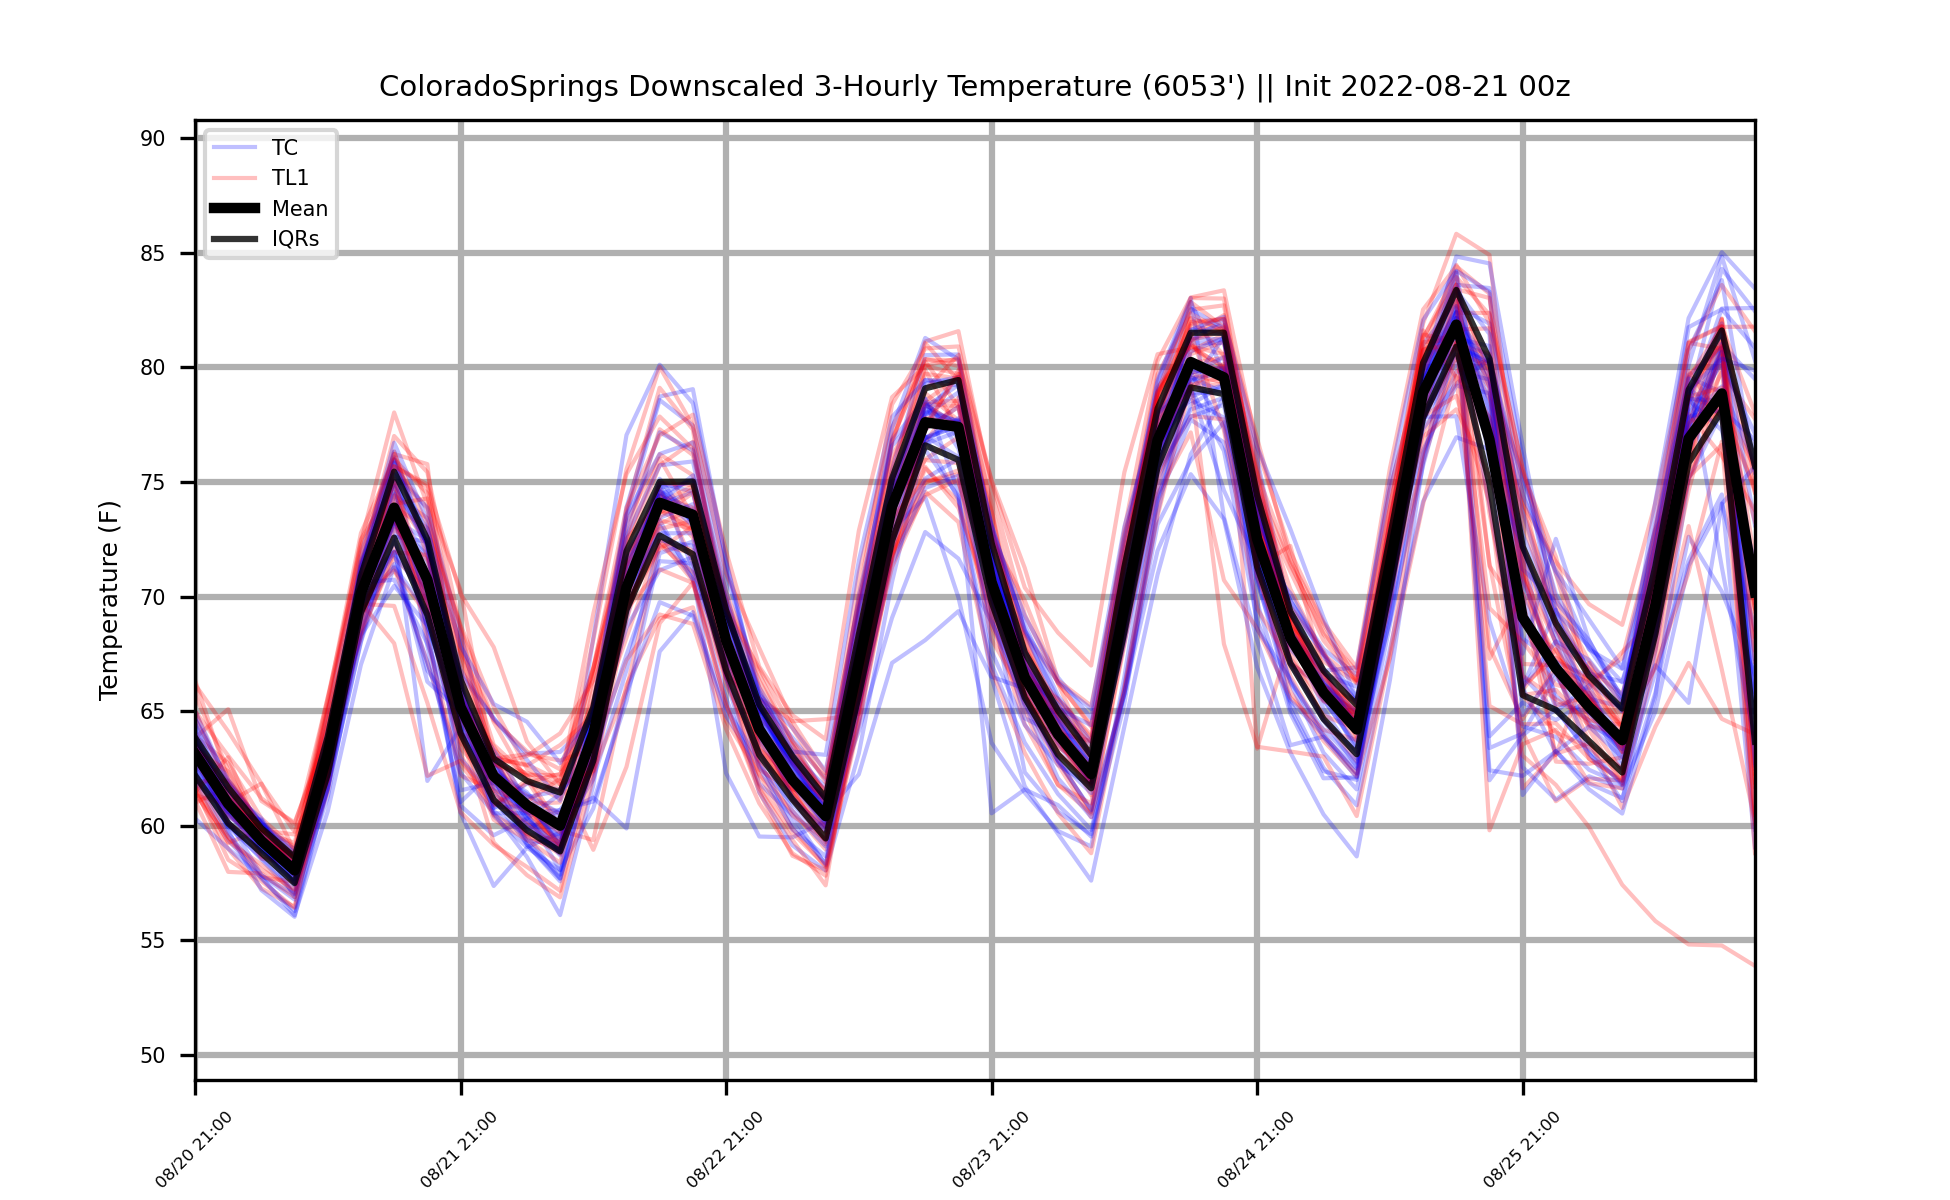 ColoradoSprings Downscaled 3-Hourly Temperature (6053') || Init 2022-08-21 00z
TC
TL1
Mean
IQRs
Temperature (F)
90
85
80
75
70
65
60
55
50
08/20 21:00
08/21 21:00
08/22 21:00
08/23 21:00
08/24 21:00
08/25 21:00